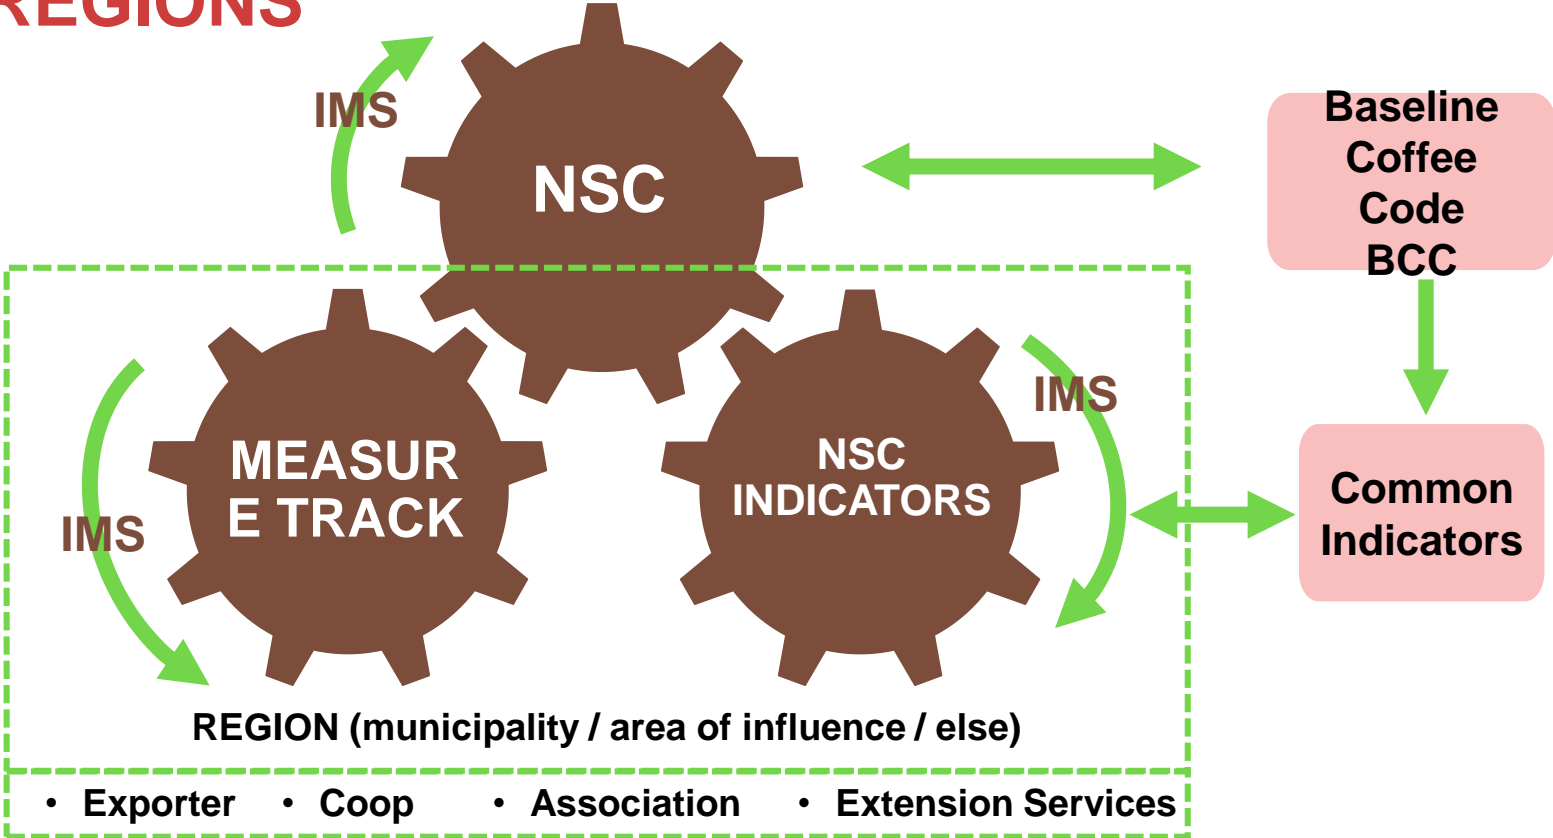 REGIONS
IMS
NSC
Baseline
Coffee
Code
BCC
IMS
MEASUR
E TRACK
NSC
INDICATORS
IMS
Common
Indicators
REGION (municipality / area of influence / else)
• Exporter • Coop • Association • Extension Services